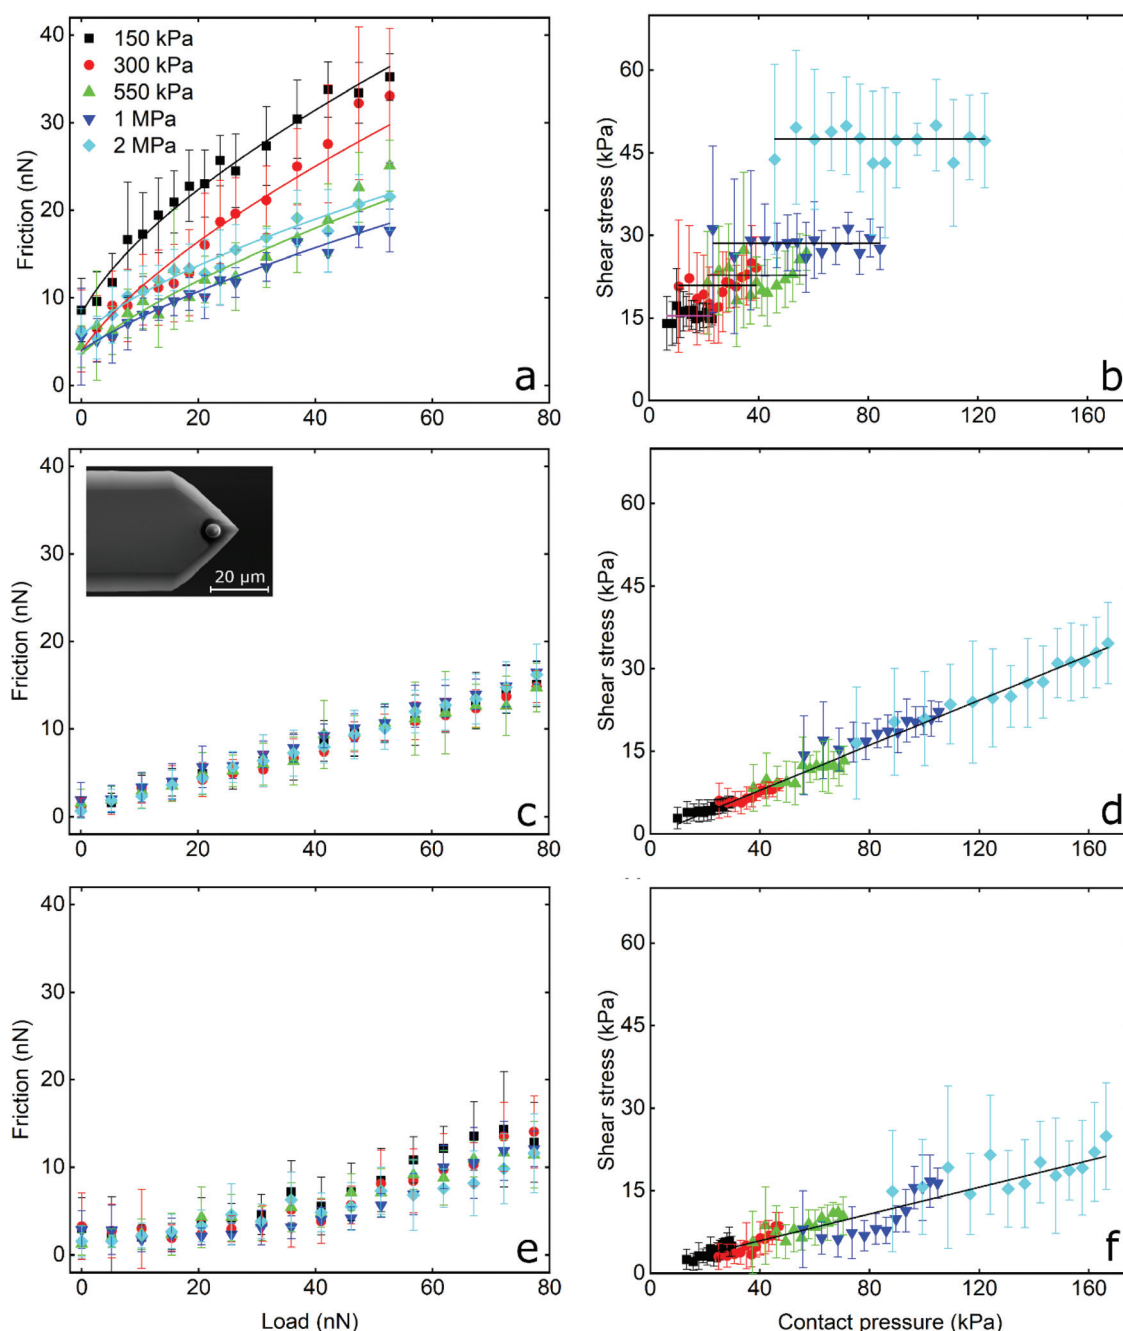 40
30
20
10
0
Friction (nN)
150 kPa
300 kPa
550 kPa
1 MPa
2 MPa
a
0 20 40 60 80
60
45
30
15
0
Shear stress (kPa)
b
0 40 80 120 160
40
30
20
10
0
Friction (nN)
20 µm
c
0 20 40 60 80
60
45
30
15
0
Shear stress (kPa)
d
0 40 80 120 160
40
30
20
10
0
Friction (nN)
e
0 20 40 60 80
Load (nN)
60
45
30
15
0
Shear stress (kPa)
f
0 40 80 120 160
Contact pressure (kPa)